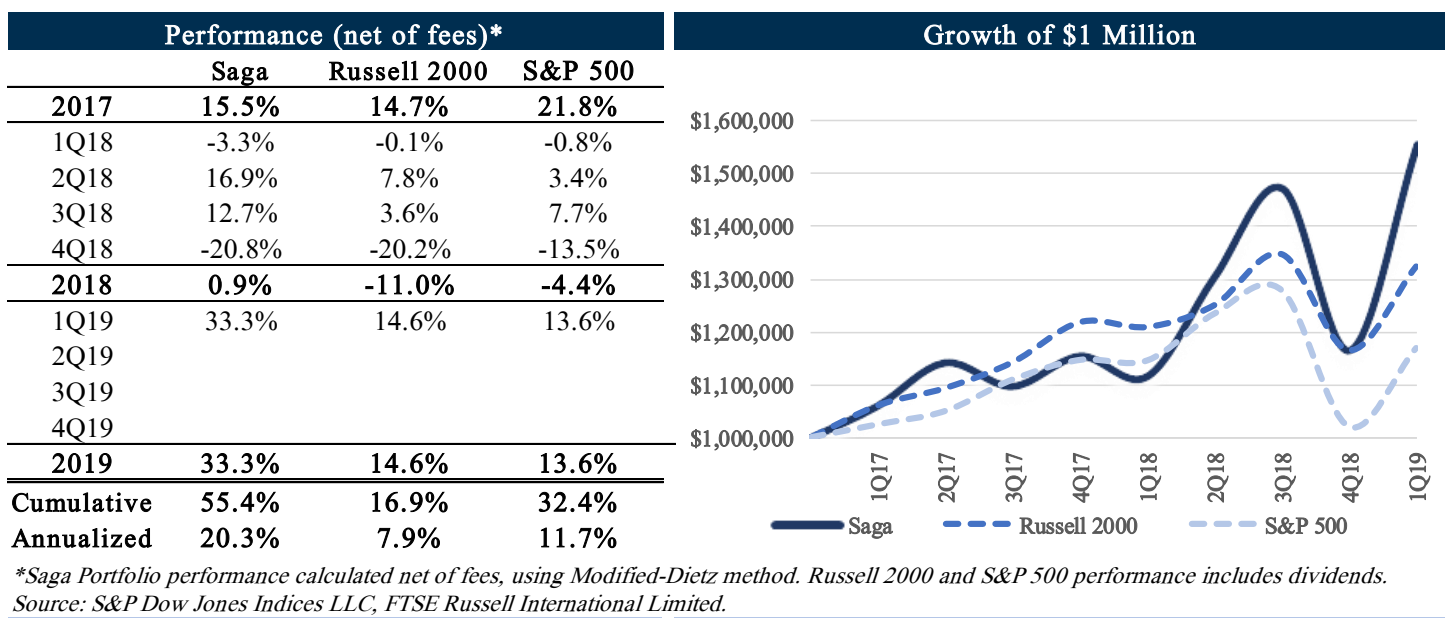 Performance (net of fees)*
Saga Russell 2000 S&P 500
2017 15.5% 14.7% 21.8%
1Q18 -3.3% -0.1% -0.8%
2Q18 16.9% 7.8% 3.4%
3Q18 12.7% 3.6% 7.7%
4Q18 -20.8% -20.2% -13.5%
2018 0.9% -11.0% -4.4%
1Q19 33.3% 14.6% 13.6%
2Q19
3Q19
4Q19
2019 33.3% 14.6% 13.6%
Cumulative 55.4% 16.9% 32.4%
Annualized 20.3% 7.9% 11.7%
Growth of $1 Million
$1,600,000
$1,500,000
$1,400,000
$1,300,000
$1,200,000
$1,100,000
$1,000,000
1Q17 2Q17 3Q17 4Q17 1Q18 2Q18 3Q18 4Q18 1Q19
Saga Russell 2000 S&P 500
*Saga Portfolio performance calculated net of fees, using Modified-Dietz method. Russell 2000 and S&P 500 performance includes dividends.
Source: S&P Dow Jones Indices LLC, FTSE Russell International Limited.